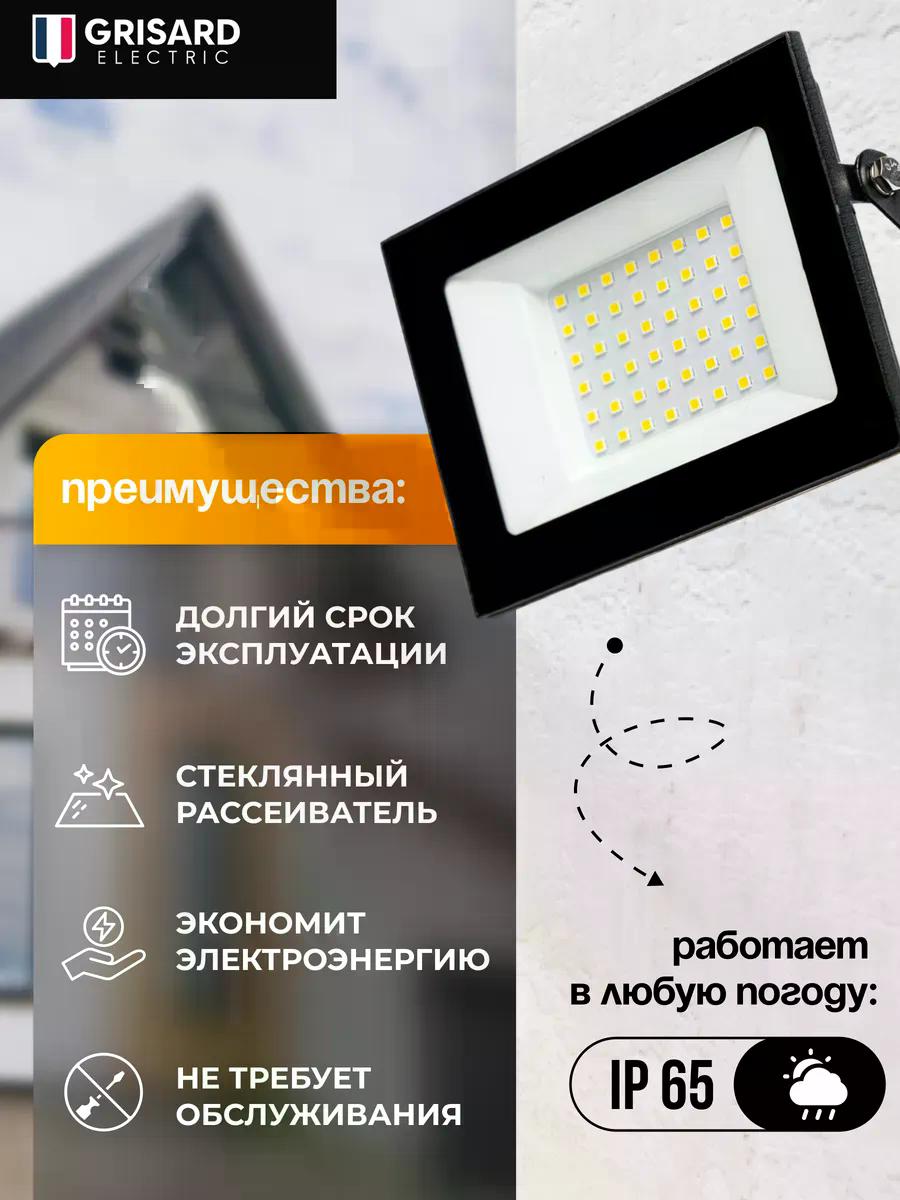 GRISARD
ELECTRIC
преимущества:
ДОЛГИЙ СРОК
ЭКСПЛУАТАЦИИ
СТЕКЛЯННЫЙ
РАССЕИВАТЕЛЬ
ЭКОНОМИТ
ЭЛЕКТРОЭНЕРГИЮ
НЕ ТРЕБУЕТ
ОБСЛУЖИВАНИЯ
работает
в любую погоду:
IP 65